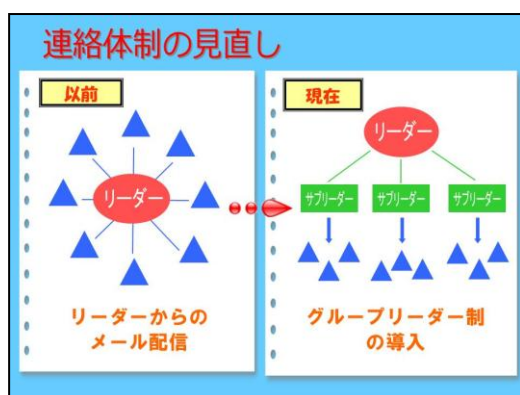 連絡体制の見直し
以前
リーダー
リーダーからの
メール配信
現在
リーダー
サブリーダー サブリーダー サブリーダー
グループリーダー制
の導入